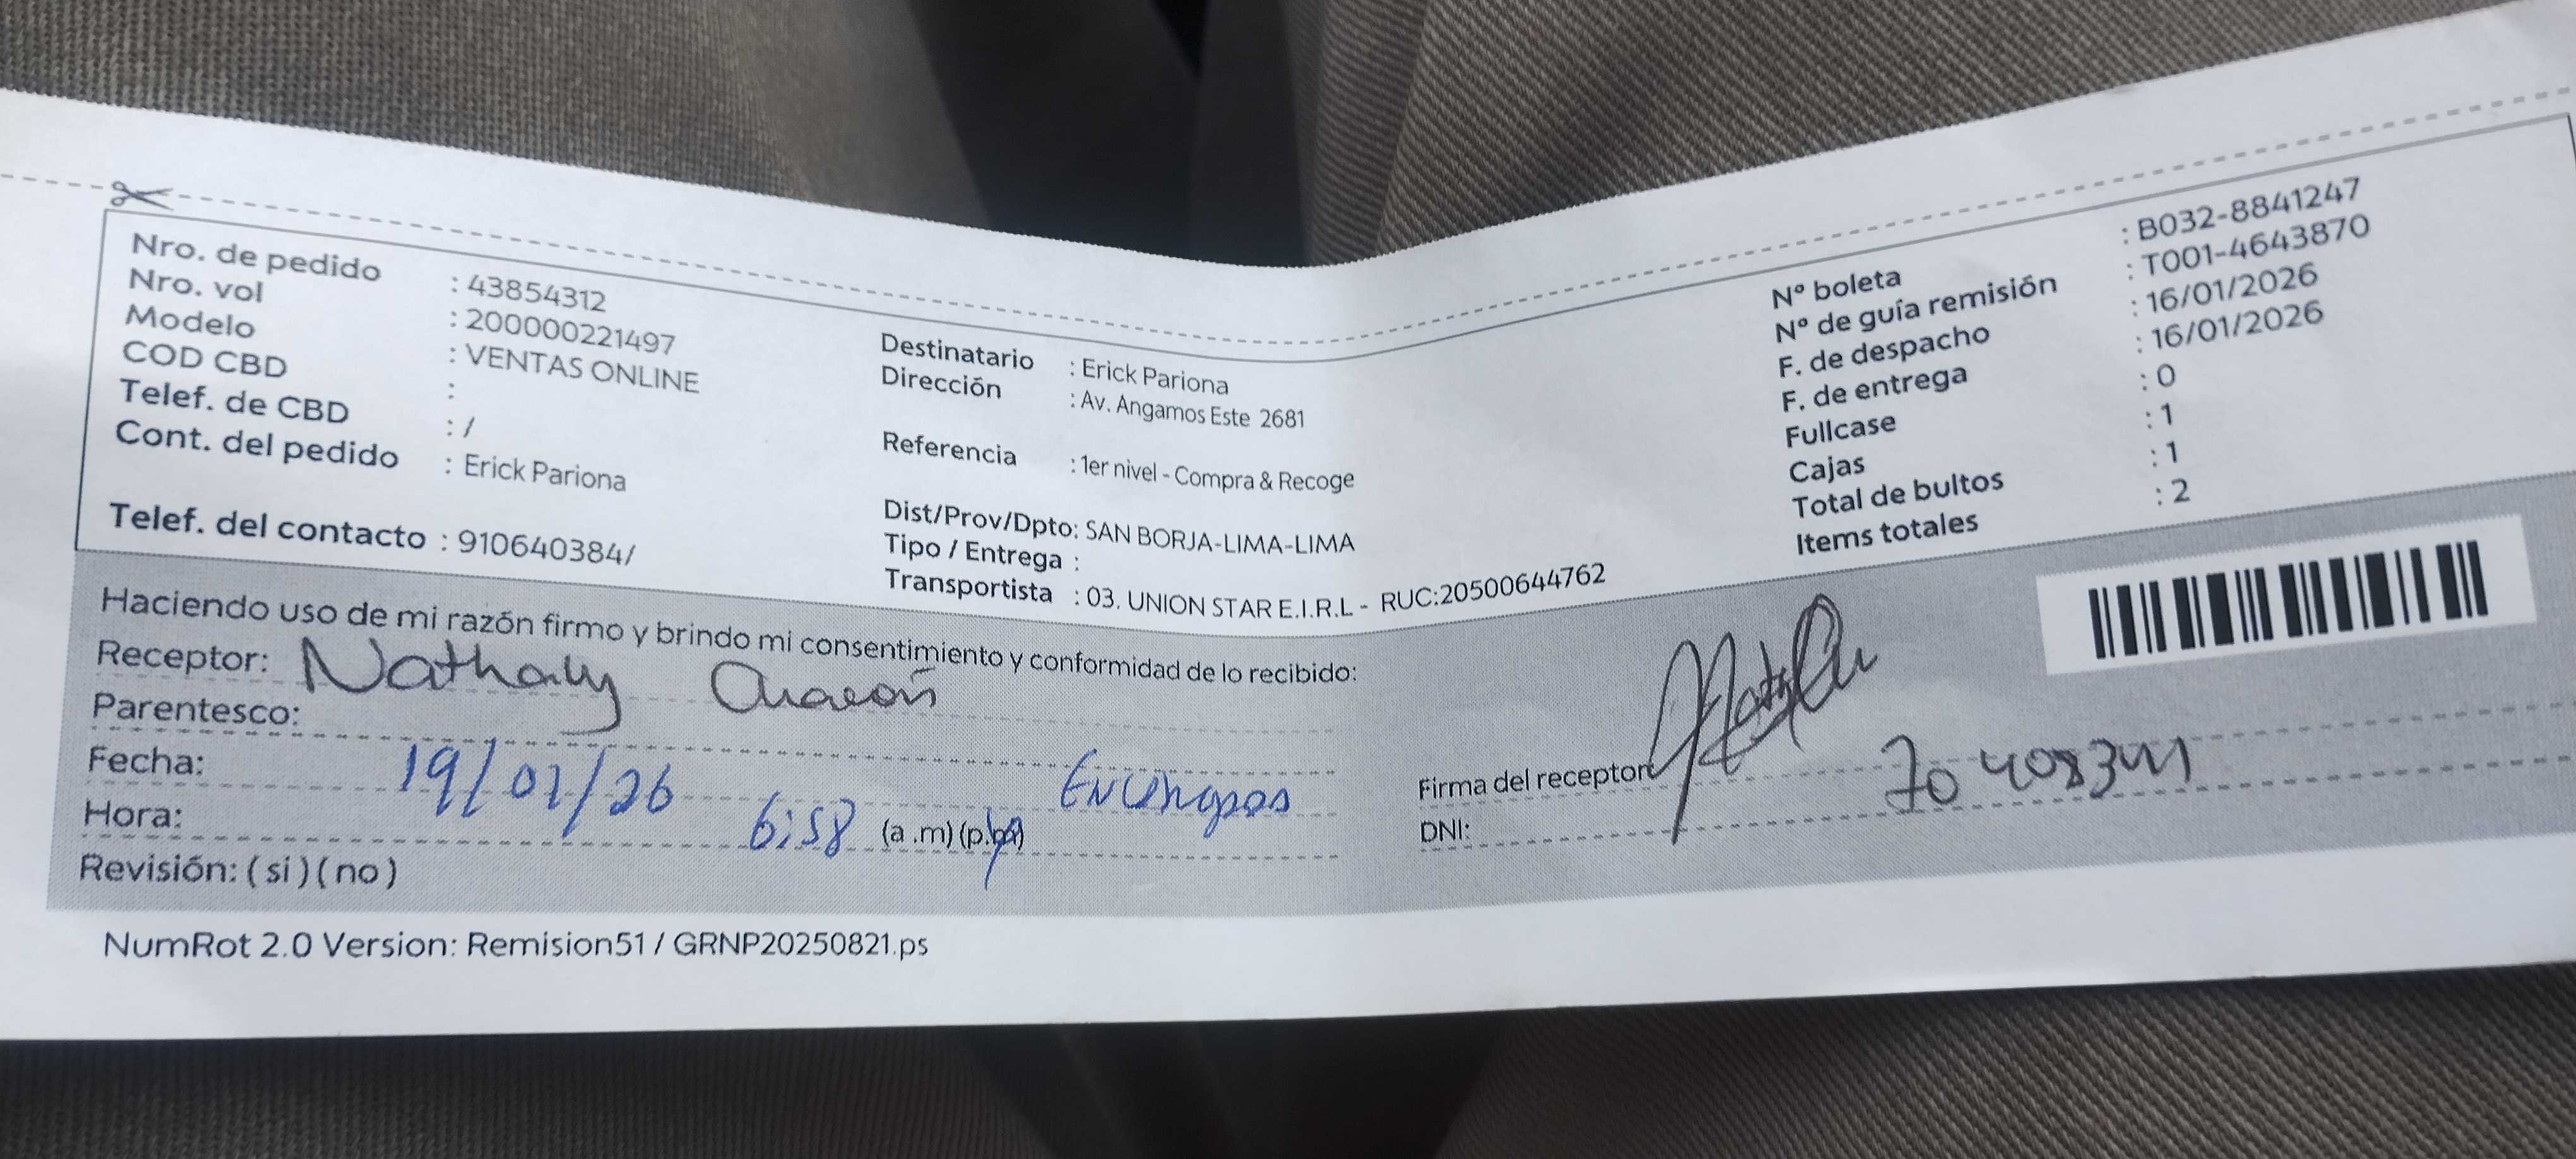 Nro. de pedido : 43854312
Nro. vol : 200000221497
Modelo : VENTAS ONLINE
COD CBD :
Telef. de CBD : /
Cont. del pedido : Erick Pariona
Telef. del contacto : 910640384/
Destinatario : Erick Pariona
Dirección : Av. Angamos Este 2681
Referencia : 1er nivel - Compra & Recoge
Dist/Prov/Dpto: SAN BORJA-LIMA-LIMA
Tipo / Entrega :
Transportista : 03. UNION STAR E.I.R.L - RUC:20500644762
Nº boleta : B032-8841247
Nº de guía remisión : T001-4643870
F. de despacho : 16/01/2026
F. de entrega : 16/01/2026
Fullcase : 0
Cajas : 1
Total de bultos : 1
Items totales : 2
Haciendo uso de mi razón firmo y brindo mi consentimiento y conformidad de lo recibido:
Receptor: Nathaly
Parentesco:
Fecha: 19/01/26
Hora: 6:58 (a .m) (p.m)
Revisión: ( si ) ( no )
Firma del receptor
DNI:
NumRot 2.0 Version: Remision51 / GRNP20250821.ps